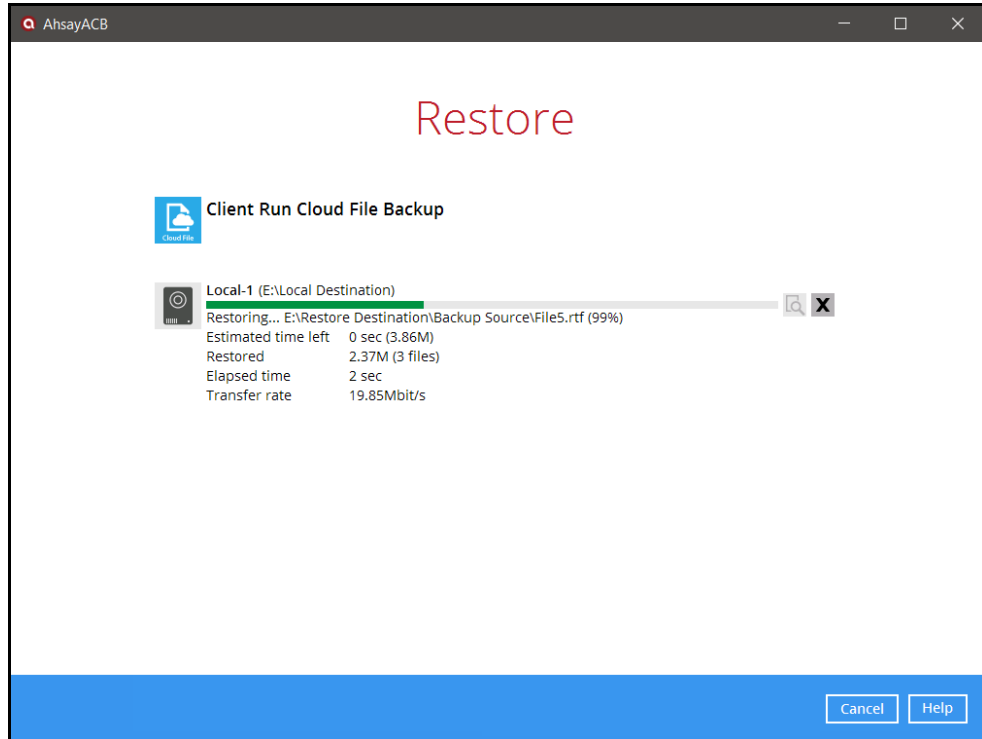 AhsayACB
Restore
Client Run Cloud File Backup
Cloud File
Local-1 (E:\Local Destination)
Restoring... E:\Restore Destination\Backup Source\File5.rtf (99%)
Estimated time left 0 sec (3.86M)
Restored 2.37M (3 files)
Elapsed time 2 sec
Transfer rate 19.85Mbit/s
Cancel Help